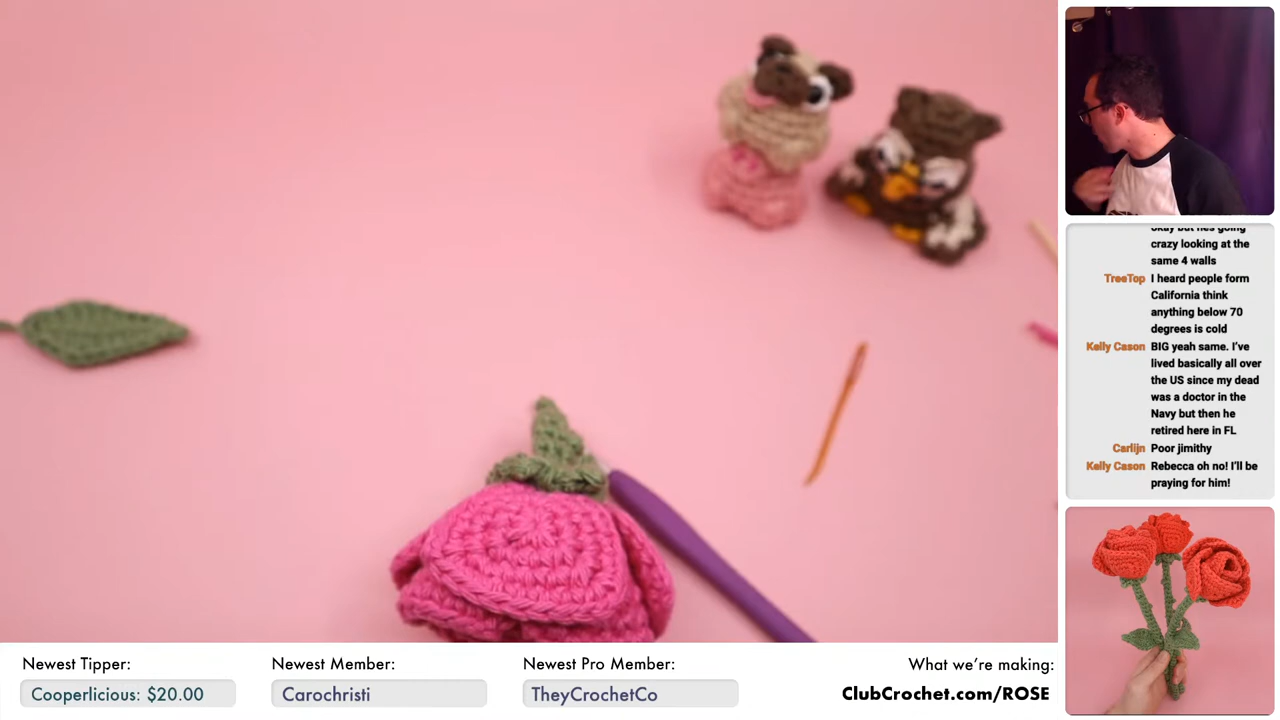 okay but hes going
crazy looking at the
same 4 walls
TreeTop I heard people form
California think
anything below 70
degrees is cold
Kelly Cason BIG yeah same. I've
lived basically all over
the US since my dead
was a doctor in the
Navy but then he
retired here in FL
Carlijn Poor jimithy
Kelly Cason Rebecca oh no! I'll be
praying for him!
Newest Tipper:
Cooperlicious: $20.00
Newest Member:
Carochristi
Newest Pro Member:
TheyCrochetCo
What we're making:
ClubCrochet.com/ROSE